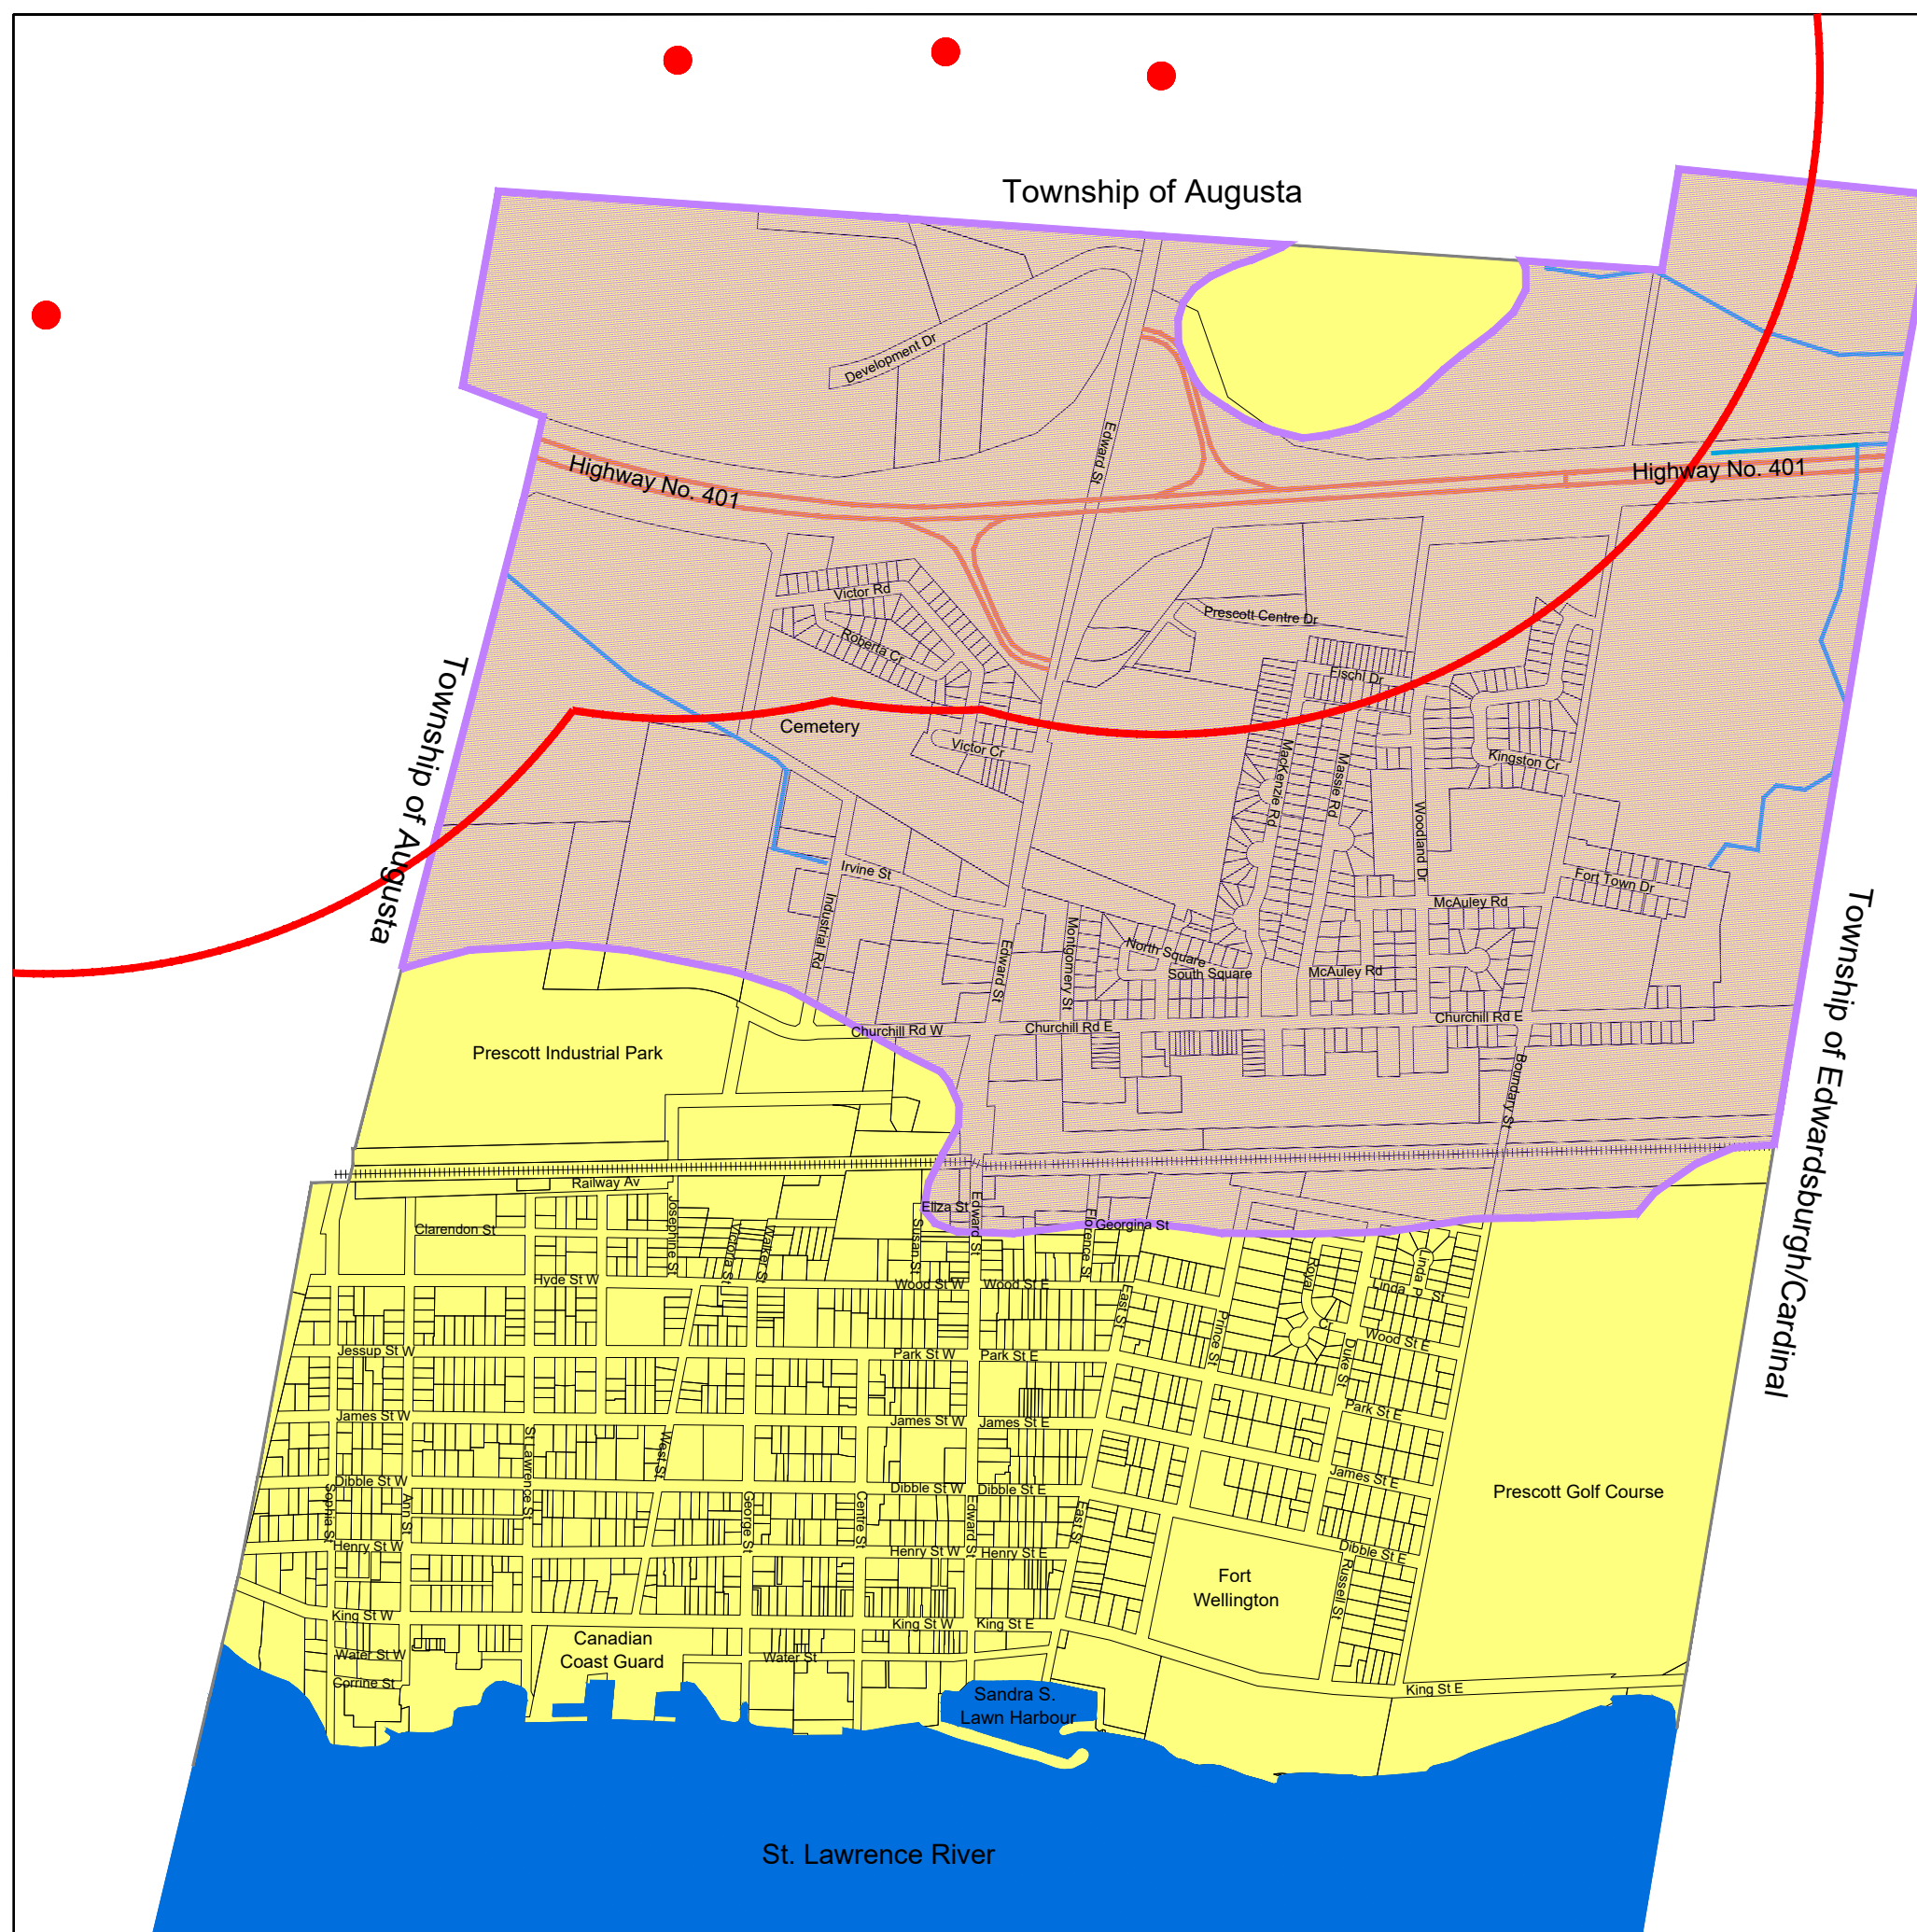 Township of Augusta
Development Dr
Edward St
Highway No. 401
Highway No. 401
Victor Rd
Roberta Cr
Prescott Centre Dr
Fischl Dr
Township of Augusta
Cemetery
Victor Cr
MacKenzie Rd
Massie Rd
Kingston Cr
Woodland Dr
Irvine St
Industrial Rd
Fort Town Dr
McAuley Rd
Edward St
Montgomery St
North Square
South Square
McAuley Rd
Township of Edwardsburgh/Cardinal
Churchill Rd W
Churchill Rd E
Churchill Rd E
Prescott Industrial Park
Boundary St
Railway Av
Eliza St
Clarendon St
Josephine St
Victoria St
Walker St
Susan St
Edward St
Florence St
Georgina St
Hyde St W
Wood St W
Wood St E
Royal
Cr
Linda
Linda P. St
East St
Prince St
Duke St
Wood St E
Jessup St W
Park St W
Park St E
Park St E
James St W
James St W
James St E
St Lawrence St
West St
James St E
Dibble St W
Dibble St W
Dibble St E
Prescott Golf Course
Sophia St
Ann St
George St
Centre St
Edward St
East St
Henry St W
Henry St W
Henry St E
Dibble St E
Fort
Wellington
Russell St
King St W
King St W
King St E
Canadian
Coast Guard
Water St W
Water St
Corrine St
King St E
Sandra S.
Lawn Harbour
St. Lawrence River